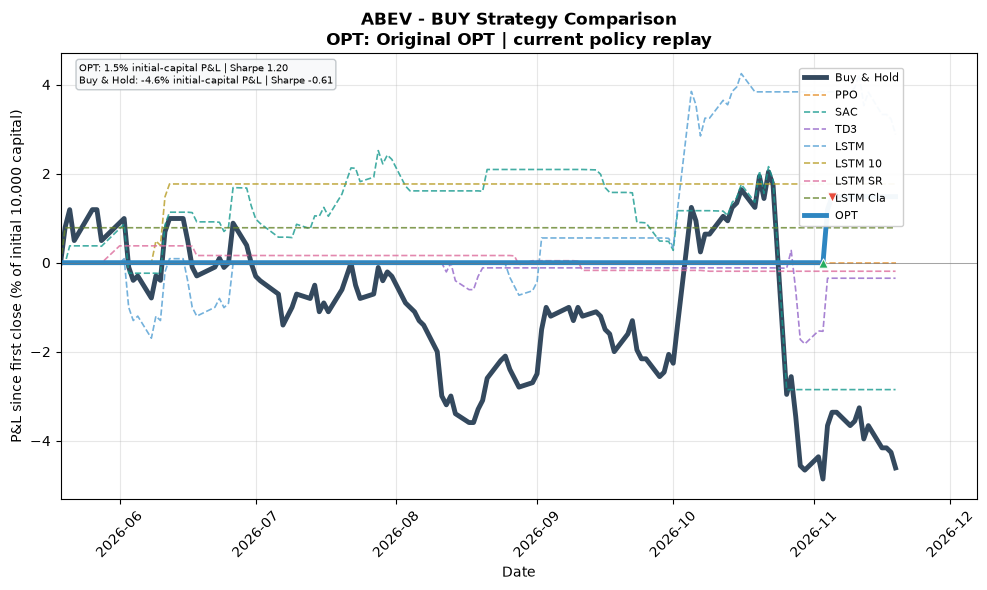 ABEV - BUY Strategy Comparison
OPT: Original OPT | current policy replay
OPT: 1.5% initial-capital P&L | Sharpe 1.20
Buy & Hold: -4.6% initial-capital P&L | Sharpe -0.61
Buy & Hold
PPO
SAC
TD3
LSTM
LSTM 10
LSTM SR
LSTM Cla
OPT
P&L since first close (% of initial 10,000 capital)
4
2
0
−2
−4
2026-06
2026-07
2026-08
2026-09
2026-10
2026-11
2026-12
Date